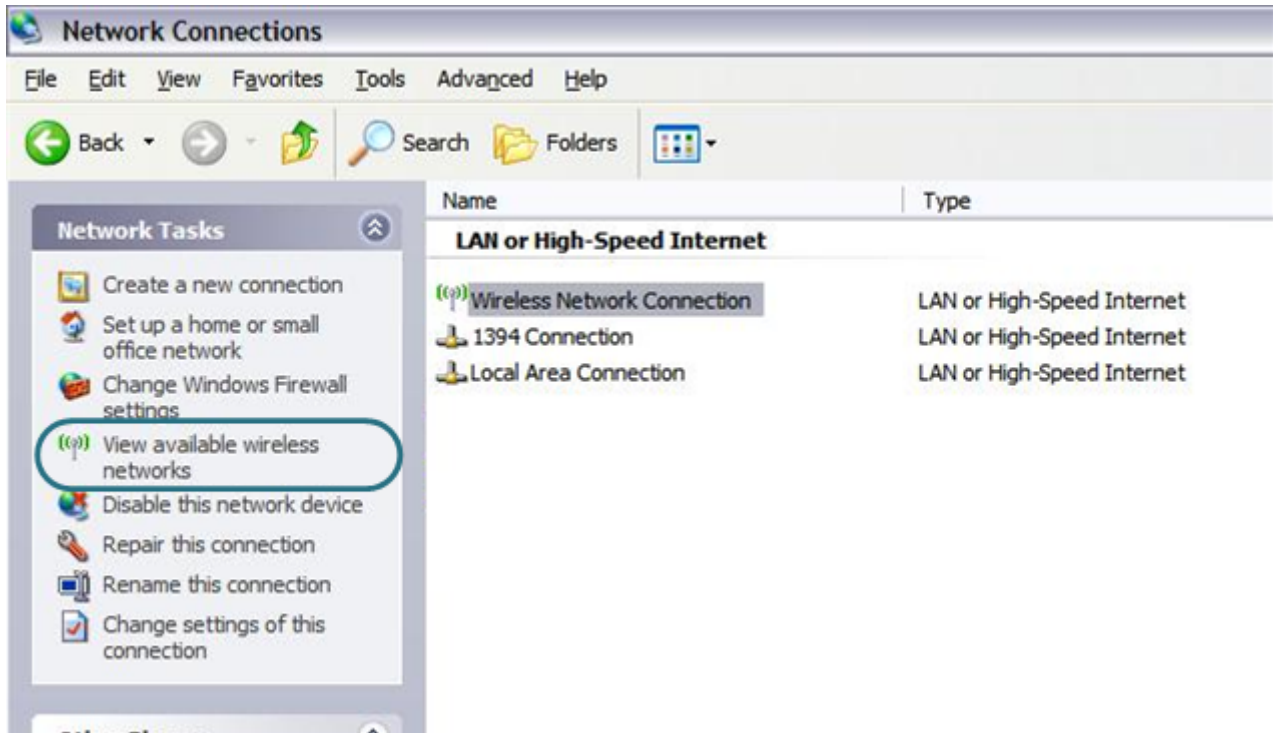 Network Connections
File Edit View Favorites Tools Advanced Help
Back Search Folders
Name Type
Network Tasks
LAN or High-Speed Internet
Create a new connection
Set up a home or small
office network
Change Windows Firewall
settings
View available wireless
networks
Disable this network device
Repair this connection
Rename this connection
Change settings of this
connection
Wireless Network Connection LAN or High-Speed Internet
1394 Connection LAN or High-Speed Internet
Local Area Connection LAN or High-Speed Internet